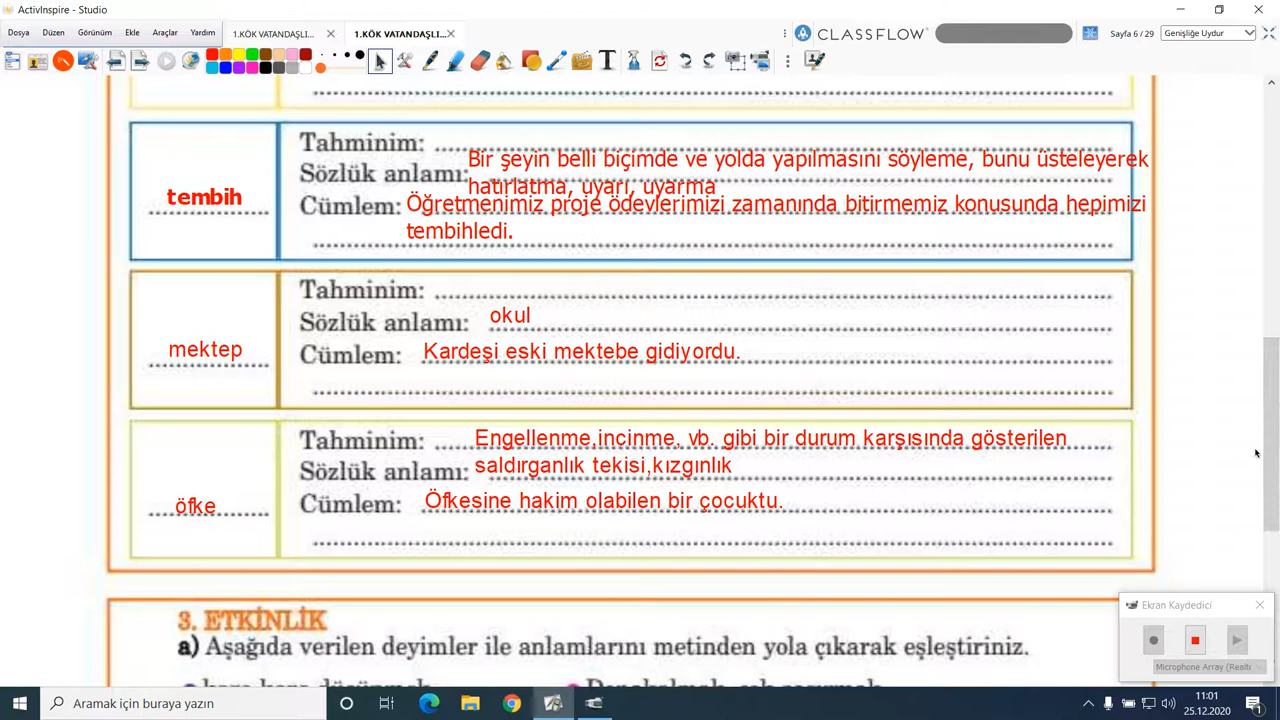 ActivInspire - Studio
Dosya Düzen Görünüm Ekle Araçlar Yardım
1.KÖK VATANDAŞLI...
1.KÖK VATANDAŞLI...
CLASSFLOW
Sayfa 6 / 29
Genişliğe Uydur
Tahminim:
Bir şeyin belli biçimde ve yolda yapılmasını söyleme, bunu üsteleyerek
Sözlük anlamı:
hatırlatma, uyarı, uyarma
tembih
Cümlem: Öğretmenimiz proje ödevlerimizi zamanında bitirmemiz konusunda hepimizi
tembihledi.
Tahminim:
Sözlük anlamı: okul
mektep
Cümlem: Kardeşi eski mektebe gidiyordu.
Tahminim: Engellenme,incinme. vb. gibi bir durum karşısında gösterilen
Sözlük anlamı: saldırganlık tekisi,kızgınlık
öfke
Cümlem: Öfkesine hakim olabilen bir çocuktu.
3. ETKİNLİK
a) Aşağıda verilen deyimler ile anlamlarını metinden yola çıkarak eşleştiriniz.
Ekran Kaydedici
Microphone Array (Realt
Aramak için buraya yazın
11:01
25.12.2020
1